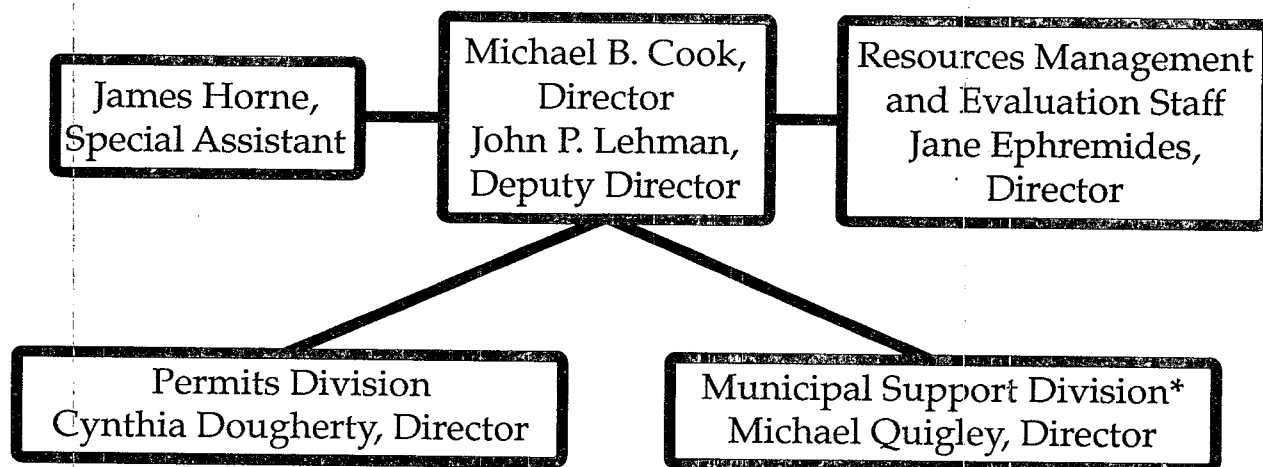 James Horne,
Special Assistant
Michael B. Cook,
Director
John P. Lehman,
Deputy Director
Resources Management
and Evaluation Staff
Jane Ephremides,
Director
Permits Division
Cynthia Dougherty, Director
Municipal Support Division*
Michael Quigley, Director